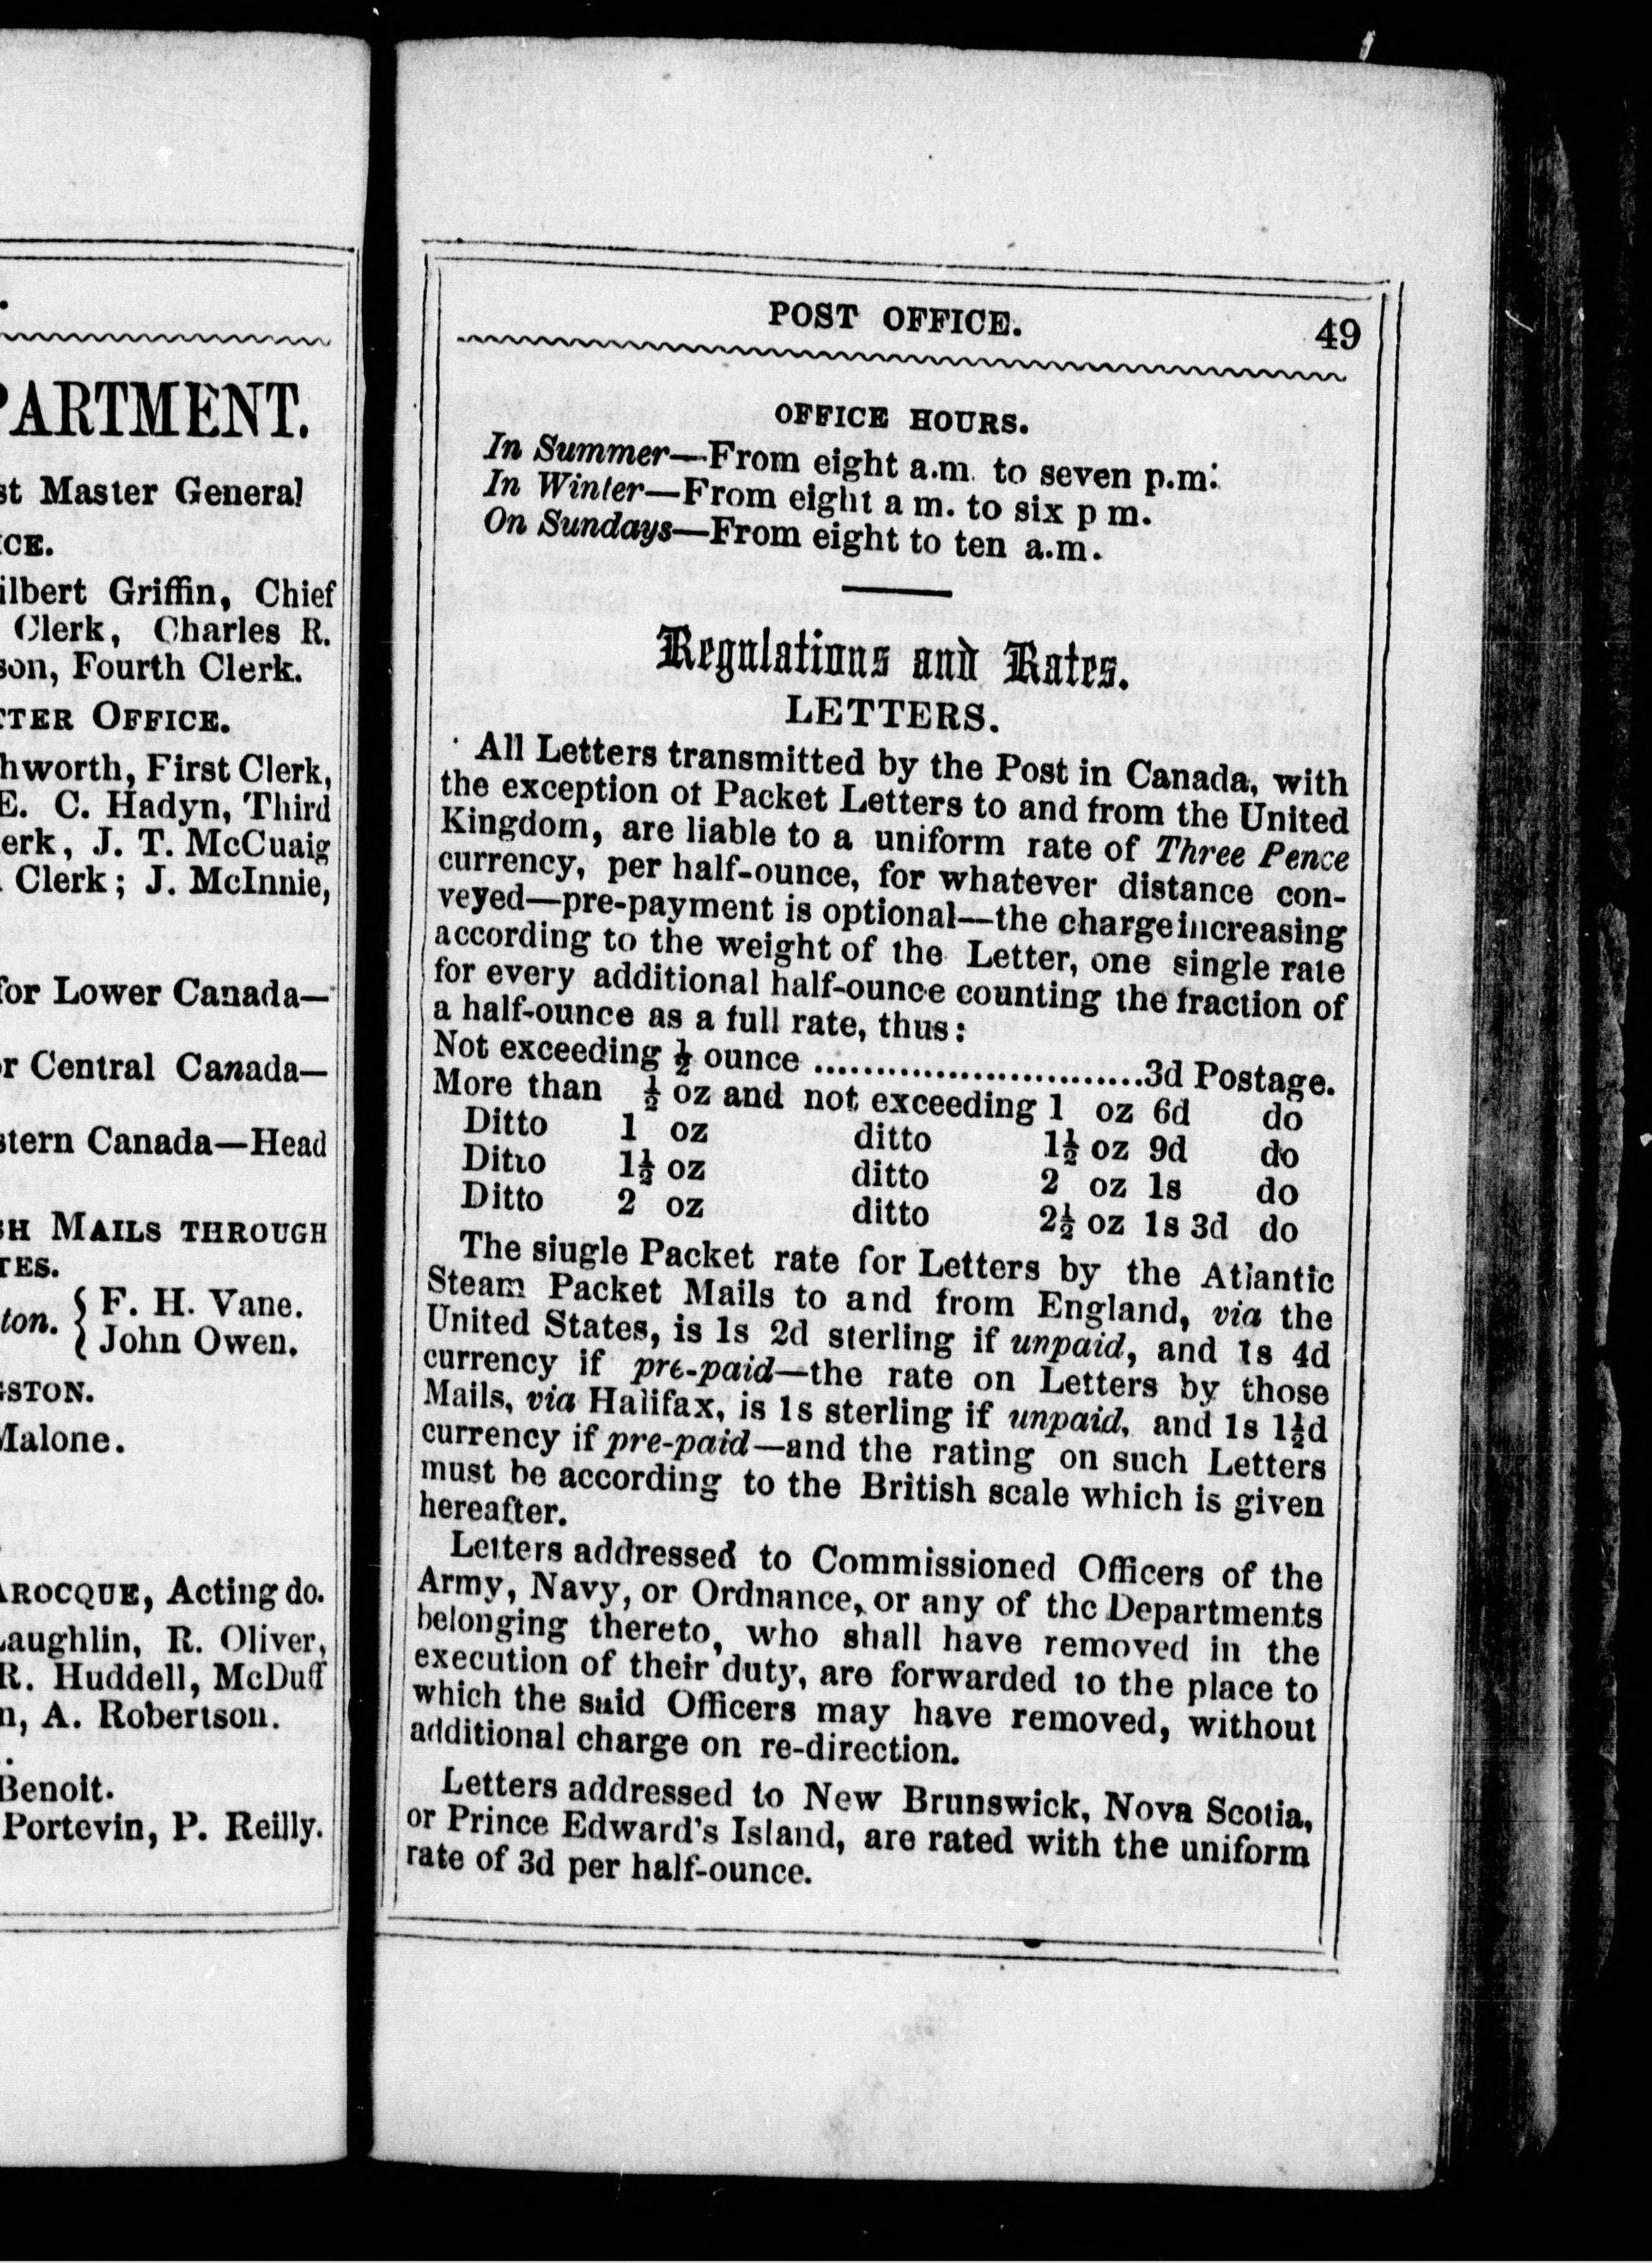 .
PARTMENT.
st Master General
ICE.
ilbert Griffin, Chief
Clerk, Charles R.
son, Fourth Clerk.
TTER OFFICE.
hworth, First Clerk,
E. C. Hadyn, Third
erk, J. T. McCuaig
Clerk; J. McInnie,
for Lower Canada—
or Central Canada—
stern Canada—Head
SH MAILS THROUGH
TES.
ton. { F. H. Vane.
John Owen.
GSTON.
Malone.
AROCQUE, Acting do.
Laughlin, R. Oliver,
R. Huddell, McDuff
n, A. Robertson.
Benoit.
Portevin, P. Reilly.
POST OFFICE. 49
OFFICE HOURS.
In Summer—From eight a.m. to seven p.m.
In Winter—From eight a m. to six p m.
On Sundays—From eight to ten a.m.
Regulations and Rates.
LETTERS.
All Letters transmitted by the Post in Canada, with
the exception of Packet Letters to and from the United
Kingdom, are liable to a uniform rate of Three Pence
currency, per half-ounce, for whatever distance con-
veyed—pre-payment is optional—the charge increasing
according to the weight of the Letter, one single rate
for every additional half-ounce counting the fraction of
a half-ounce as a full rate, thus:
Not exceeding ½ ounce ............................3d Postage.
More than ½ oz and not exceeding 1 oz 6d do
Ditto 1 oz ditto 1½ oz 9d do
Ditto 1½ oz ditto 2 oz 1s do
Ditto 2 oz ditto 2½ oz 1s 3d do
The siugle Packet rate for Letters by the Atlantic
Steam Packet Mails to and from England, via the
United States, is 1s 2d sterling if unpaid, and 1s 4d
currency if pre-paid—the rate on Letters by those
Mails, via Halifax, is 1s sterling if unpaid, and 1s 1½d
currency if pre-paid—and the rating on such Letters
must be according to the British scale which is given
hereafter.
Letters addressed to Commissioned Officers of the
Army, Navy, or Ordnance, or any of the Departments
belonging thereto, who shall have removed in the
execution of their duty, are forwarded to the place to
which the said Officers may have removed, without
additional charge on re-direction.
Letters addressed to New Brunswick, Nova Scotia,
or Prince Edward's Island, are rated with the uniform
rate of 3d per half-ounce.